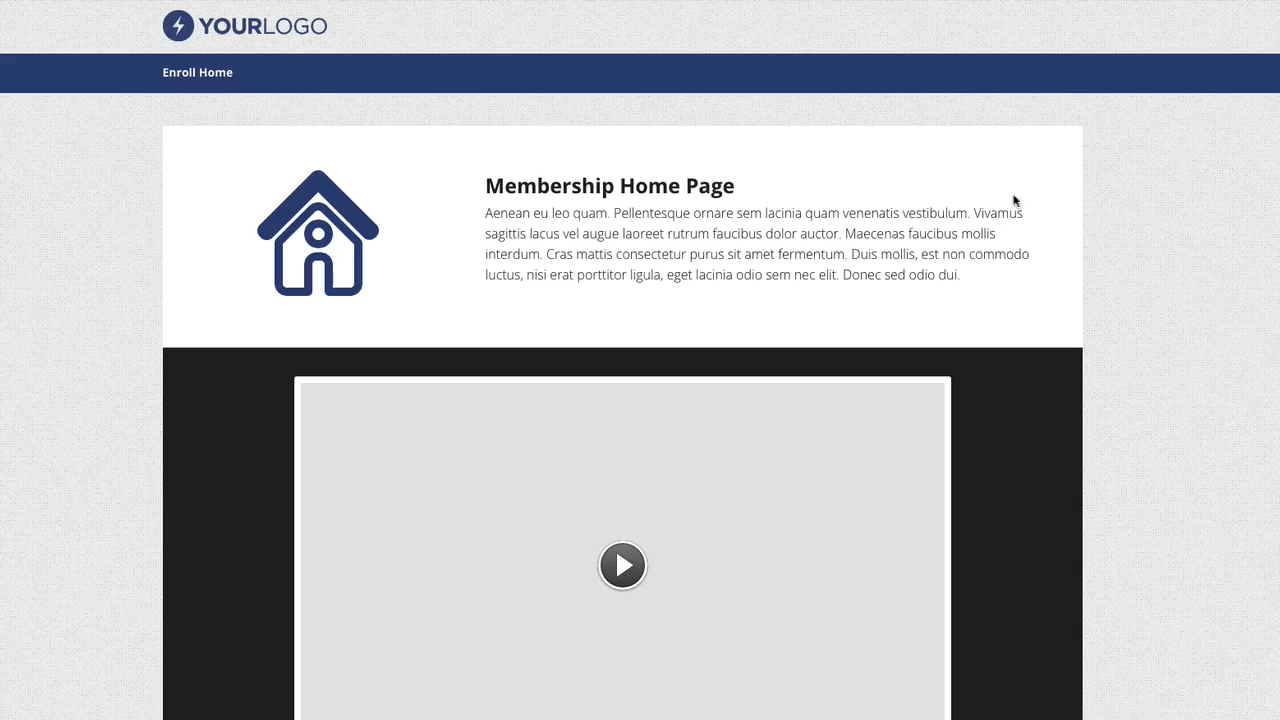 YOURLOGO
Enroll Home
Membership Home Page
Aenean eu leo quam. Pellentesque ornare sem lacinia quam venenatis vestibulum. Vivamus
sagittis lacus vel augue laoreet rutrum faucibus dolor auctor. Maecenas faucibus mollis
interdum. Cras mattis consectetur purus sit amet fermentum. Duis mollis, est non commodo
luctus, nisi erat porttitor ligula, eget lacinia odio sem nec elit. Donec sed odio dui.